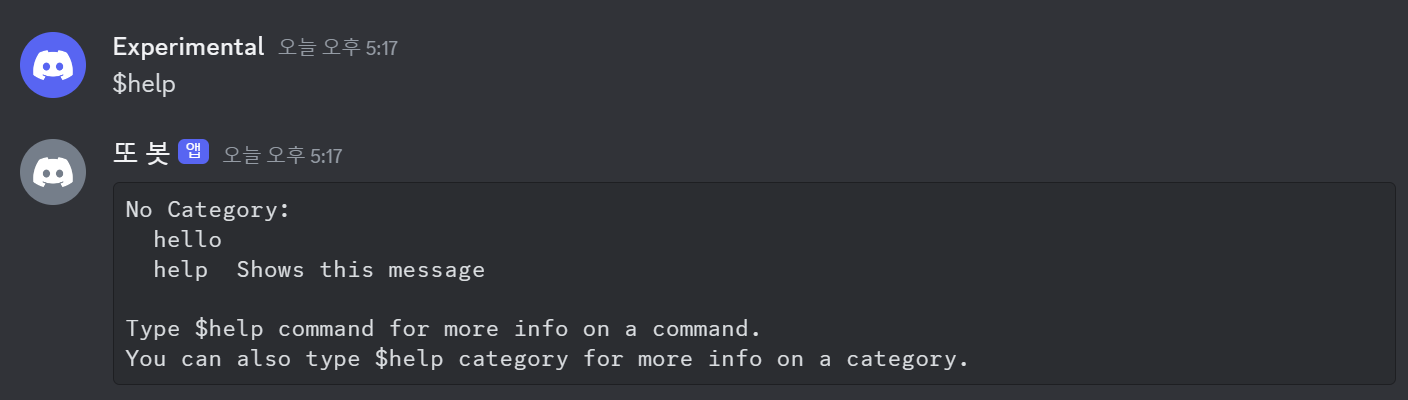 Experimental 오늘 오후 5:17
$help
또 봇 앱 오늘 오후 5:17
No Category:
  hello
  help  Shows this message

Type $help command for more info on a command.
You can also type $help category for more info on a category.